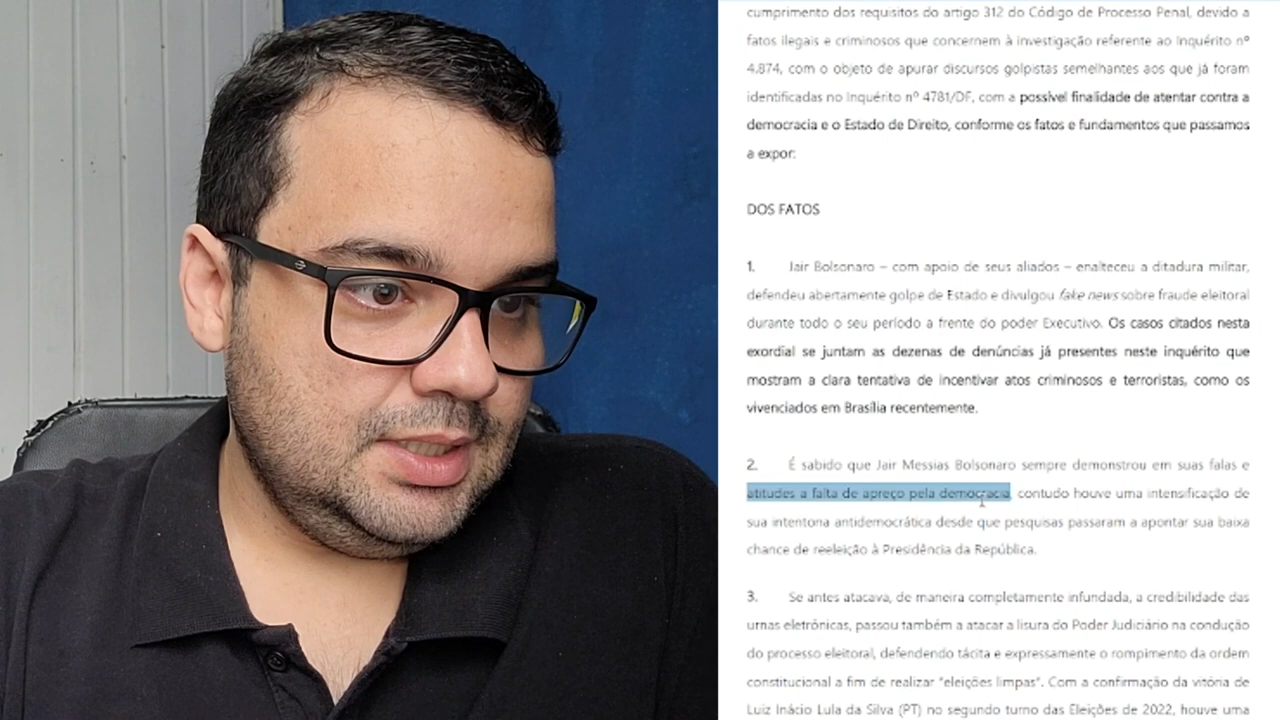 cumprimento dos requisitos do artigo 312 do Código de Processo Penal, devido a
fatos ilegais e criminosos que concernem à investigação referente ao Inquérito nº
4.874, com o objeto de apurar discursos golpistas semelhantes aos que já foram
identificadas no Inquérito nº 4781/DF, com a possível finalidade de atentar contra a
democracia e o Estado de Direito, conforme os fatos e fundamentos que passamos
a expor:
DOS FATOS
1. Jair Bolsonaro – com apoio de seus aliados – enalteceu a ditadura militar,
defendeu abertamente golpe de Estado e divulgou fake news sobre fraude eleitoral
durante todo o seu período a frente do poder Executivo. Os casos citados nesta
exordial se juntam as dezenas de denúncias já presentes neste inquérito que
mostram a clara tentativa de incentivar atos criminosos e terroristas, como os
vivenciados em Brasília recentemente.
2. É sabido que Jair Messias Bolsonaro sempre demonstrou em suas falas e
atitudes a falta de apreço pela democracia, contudo houve uma intensificação de
sua intentona antidemocrática desde que pesquisas passaram a apontar sua baixa
chance de reeleição à Presidência da República.
3. Se antes atacava, de maneira completamente infundada, a credibilidade das
urnas eletrônicas, passou também a atacar a lisura do Poder Judiciário na condução
do processo eleitoral, defendendo tácita e expressamente o rompimento da ordem
constitucional a fim de realizar "eleições limpas". Com a confirmação da vitória de
Luiz Inácio Lula da Silva (PT) no segundo turno das Eleições de 2022, houve uma